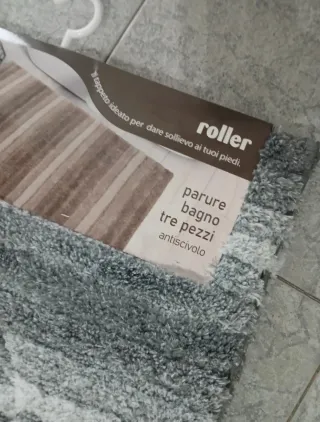 roller
Il tappeto ideato per dare sollievo ai tuoi piedi.
parure
bagno
tre pezzi
antiscivolo